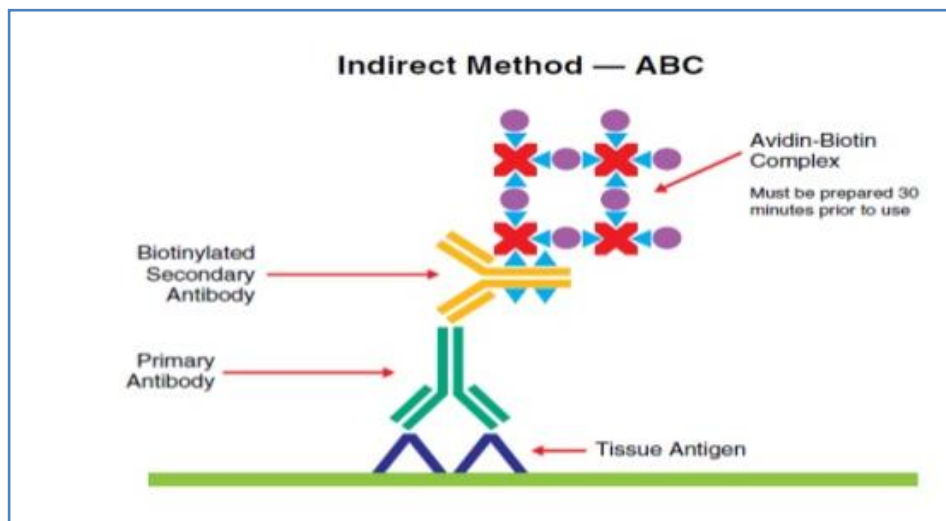 Indirect Method — ABC
Avidin-Biotin
Complex
Must be prepared 30
minutes prior to use
Biotinylated
Secondary
Antibody
Primary
Antibody
Tissue Antigen